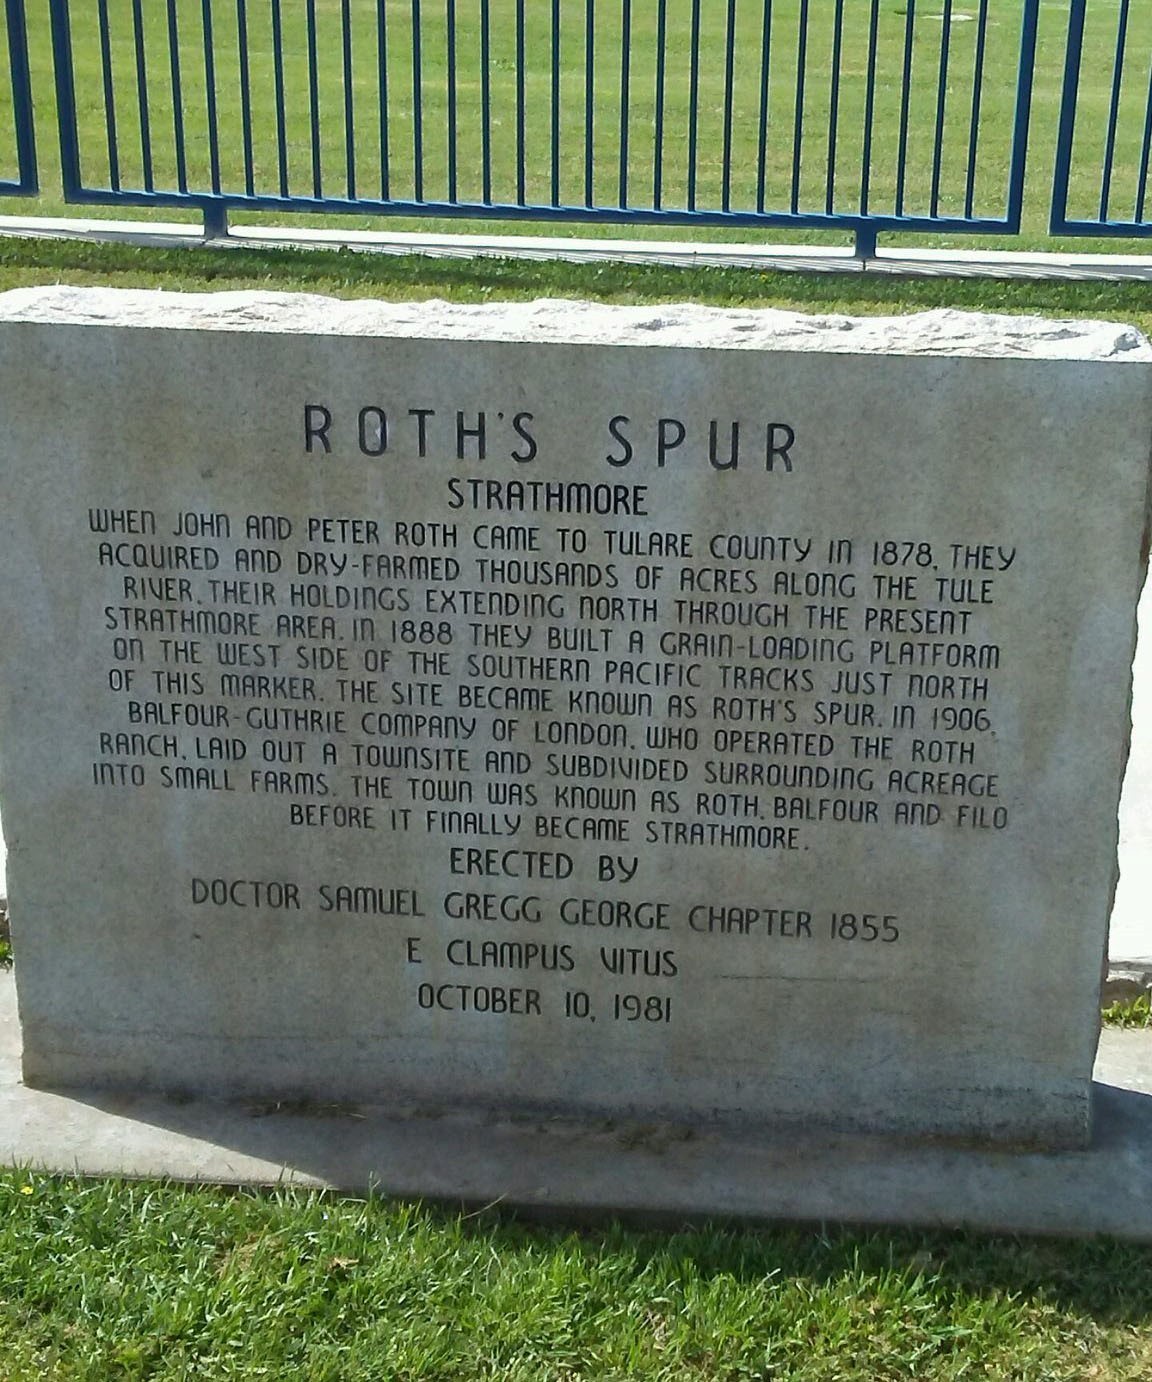 ROTH'S SPUR
STRATHMORE
WHEN JOHN AND PETER ROTH CAME TO TULARE COUNTY IN 1878, THEY
ACQUIRED AND DRY-FARMED THOUSANDS OF ACRES ALONG THE TULE
RIVER, THEIR HOLDINGS EXTENDING NORTH THROUGH THE PRESENT
STRATHMORE AREA. IN 1888 THEY BUILT A GRAIN-LOADING PLATFORM
ON THE WEST SIDE OF THE SOUTHERN PACIFIC TRACKS JUST NORTH
OF THIS MARKER. THE SITE BECAME KNOWN AS ROTH'S SPUR. IN 1906,
BALFOUR-GUTHRIE COMPANY OF LONDON, WHO OPERATED THE ROTH
RANCH, LAID OUT A TOWNSITE AND SUBDIVIDED SURROUNDING ACREAGE
INTO SMALL FARMS. THE TOWN WAS KNOWN AS ROTH, BALFOUR AND FILO
BEFORE IT FINALLY BECAME STRATHMORE.
ERECTED BY
DOCTOR SAMUEL GREGG GEORGE CHAPTER 1855
E CLAMPUS VITUS
OCTOBER 10, 1981